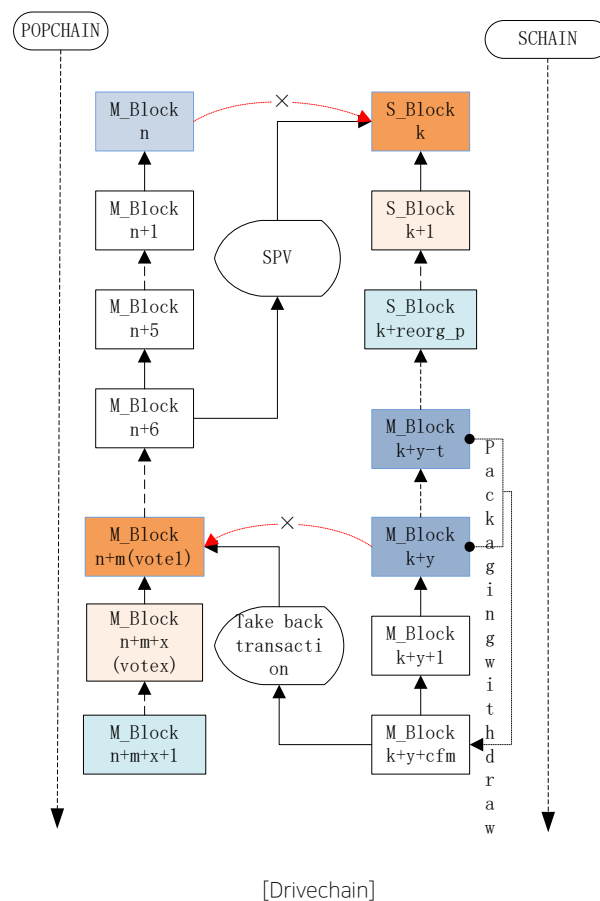 POPCHAIN
SCHAIN
M_Block
n
×
S_Block
k
M_Block
n+1
S_Block
k+1
SPV
M_Block
n+5
S_Block
k+reorg_p
M_Block
n+6
M_Block
k+y-t
Packagingwithdraw
M_Block
n+m(vote1)
×
M_Block
k+y
M_Block
n+m+x
(votex)
Take back
transacti
on
M_Block
k+y+1
M_Block
n+m+x+1
M_Block
k+y+cfm
[Drivechain]